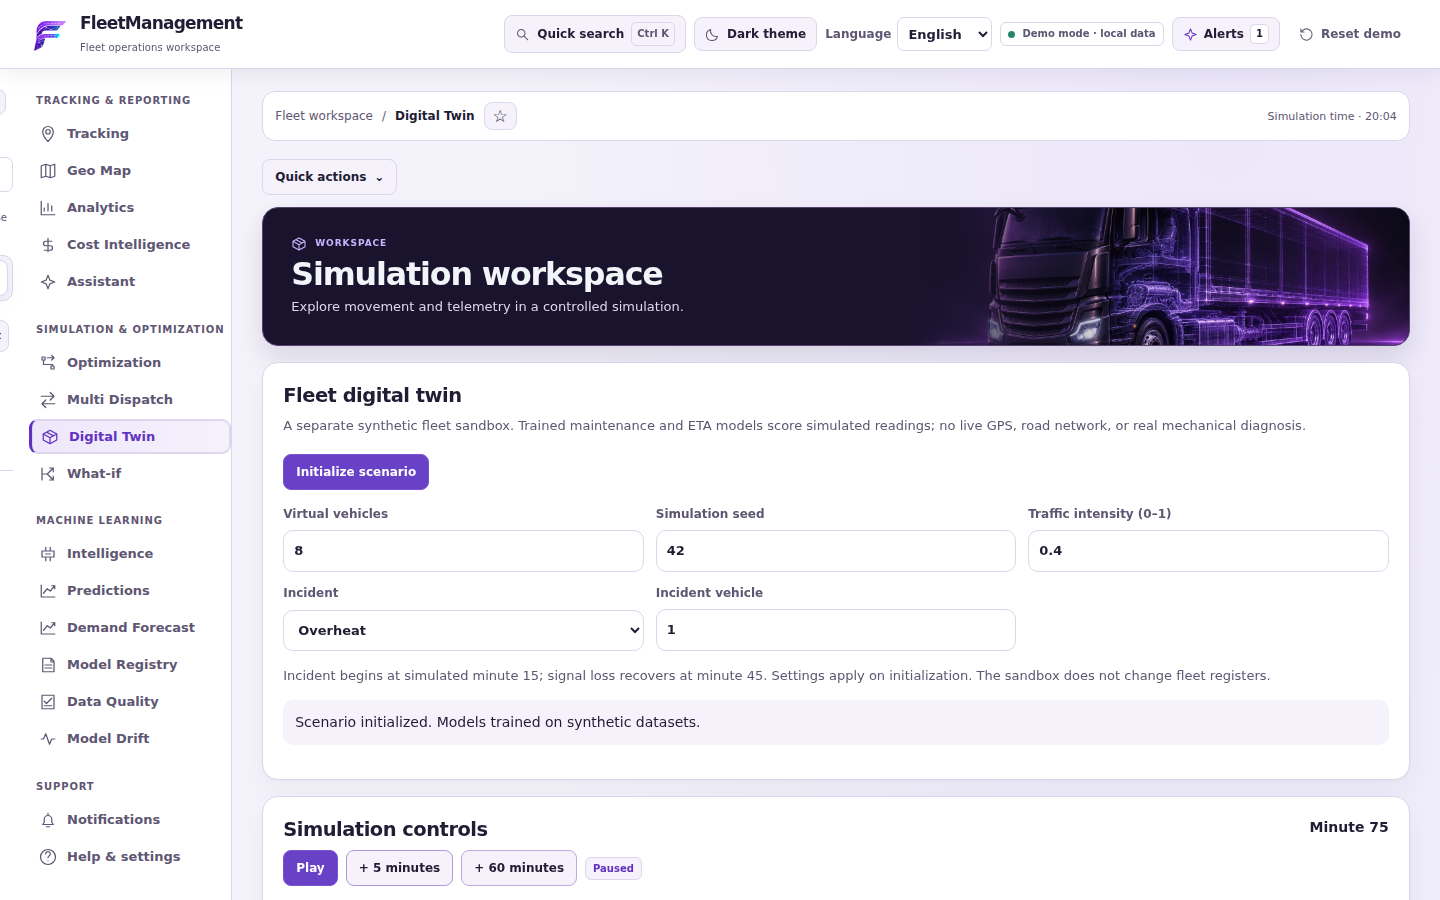 FleetManagement
Fleet operations workspace
Quick search Ctrl K
Dark theme
Language
English
Demo mode · local data
Alerts 1
Reset demo
TRACKING & REPORTING
Tracking
Geo Map
Analytics
Cost Intelligence
Assistant
SIMULATION & OPTIMIZATION
Optimization
Multi Dispatch
Digital Twin
What-if
MACHINE LEARNING
Intelligence
Predictions
Demand Forecast
Model Registry
Data Quality
Model Drift
SUPPORT
Notifications
Help & settings
Fleet workspace / Digital Twin
Simulation time · 20:04
Quick actions
WORKSPACE
Simulation workspace
Explore movement and telemetry in a controlled simulation.
Fleet digital twin
A separate synthetic fleet sandbox. Trained maintenance and ETA models score simulated readings; no live GPS, road network, or real mechanical diagnosis.
Initialize scenario
Virtual vehicles
8
Simulation seed
42
Traffic intensity (0–1)
0.4
Incident
Overheat
Incident vehicle
1
Incident begins at simulated minute 15; signal loss recovers at minute 45. Settings apply on initialization. The sandbox does not change fleet registers.
Scenario initialized. Models trained on synthetic datasets.
Simulation controls
Minute 75
Play
+ 5 minutes
+ 60 minutes
Paused